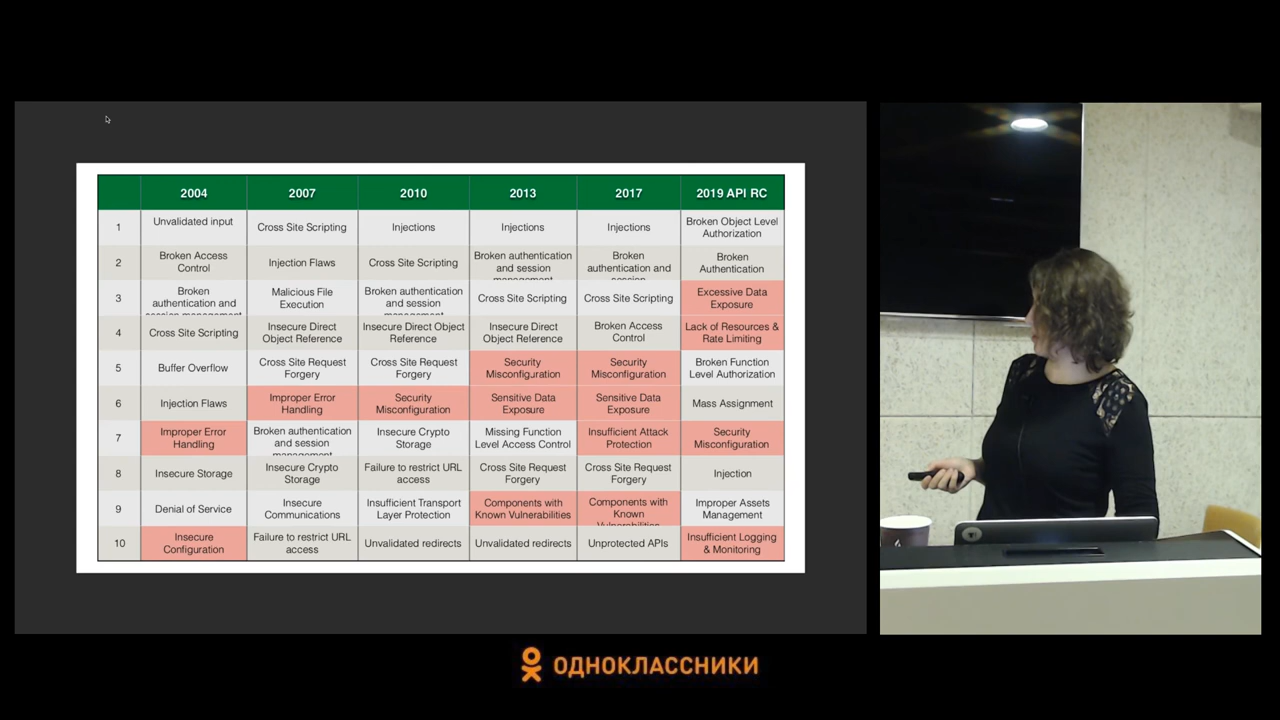 2004
2007
2010
2013
2017
2019 API RC
1
Unvalidated input
Cross Site Scripting
Injections
Injections
Injections
Broken Object Level
Authorization
2
Broken Access
Control
Injection Flaws
Cross Site Scripting
Broken authentication
and session
management
Broken
authentication and
session
Broken
Authentication
3
Broken
authentication and
session management
Malicious File
Execution
Broken authentication
and session
management
Cross Site Scripting
Cross Site Scripting
Excessive Data
Exposure
4
Cross Site Scripting
Insecure Direct
Object Reference
Insecure Direct Object
Reference
Insecure Direct
Object Reference
Broken Access
Control
Lack of Resources &
Rate Limiting
5
Buffer Overflow
Cross Site Request
Forgery
Cross Site Request
Forgery
Security
Misconfiguration
Security
Misconfiguration
Broken Function
Level Authorization
6
Injection Flaws
Improper Error
Handling
Security
Misconfiguration
Sensitive Data
Exposure
Sensitive Data
Exposure
Mass Assignment
7
Improper Error
Handling
Broken authentication
and session
management
Insecure Crypto
Storage
Missing Function
Level Access Control
Insufficient Attack
Protection
Security
Misconfiguration
8
Insecure Storage
Insecure Crypto
Storage
Failure to restrict URL
access
Cross Site Request
Forgery
Cross Site Request
Forgery
Injection
9
Denial of Service
Insecure
Communications
Insufficient Transport
Layer Protection
Components with
Known Vulnerabilities
Components with
Known
Vulnerabilities
Improper Assets
Management
10
Insecure
Configuration
Failure to restrict URL
access
Unvalidated redirects
Unvalidated redirects
Unprotected APIs
Insufficient Logging
& Monitoring
ОДНОКЛАССНИКИ